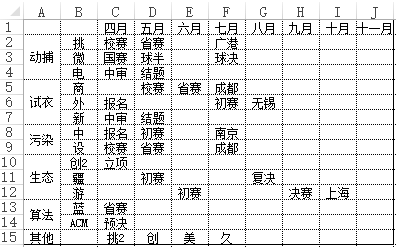 A B C D E F G H I J
1 四月 五月 六月 七月 八月 九月 十月 十一月
2 挑 校赛 省赛 广港
3 动捕 微 国赛 球半 球决
4 电 中审 结题
5 商 校赛 省赛 成都
6 试衣 外 报名 初赛 无锡
7 新 中审 结题
8 污染 中 报名 初赛 南京
9 设 校赛 省赛 成都
10 创2 立项
11 生态 疆 初赛 复决
12 游 初赛 决赛 上海
13 算法 蓝 省赛
14 ACM 预决
15 其他 挑2 创 美 久